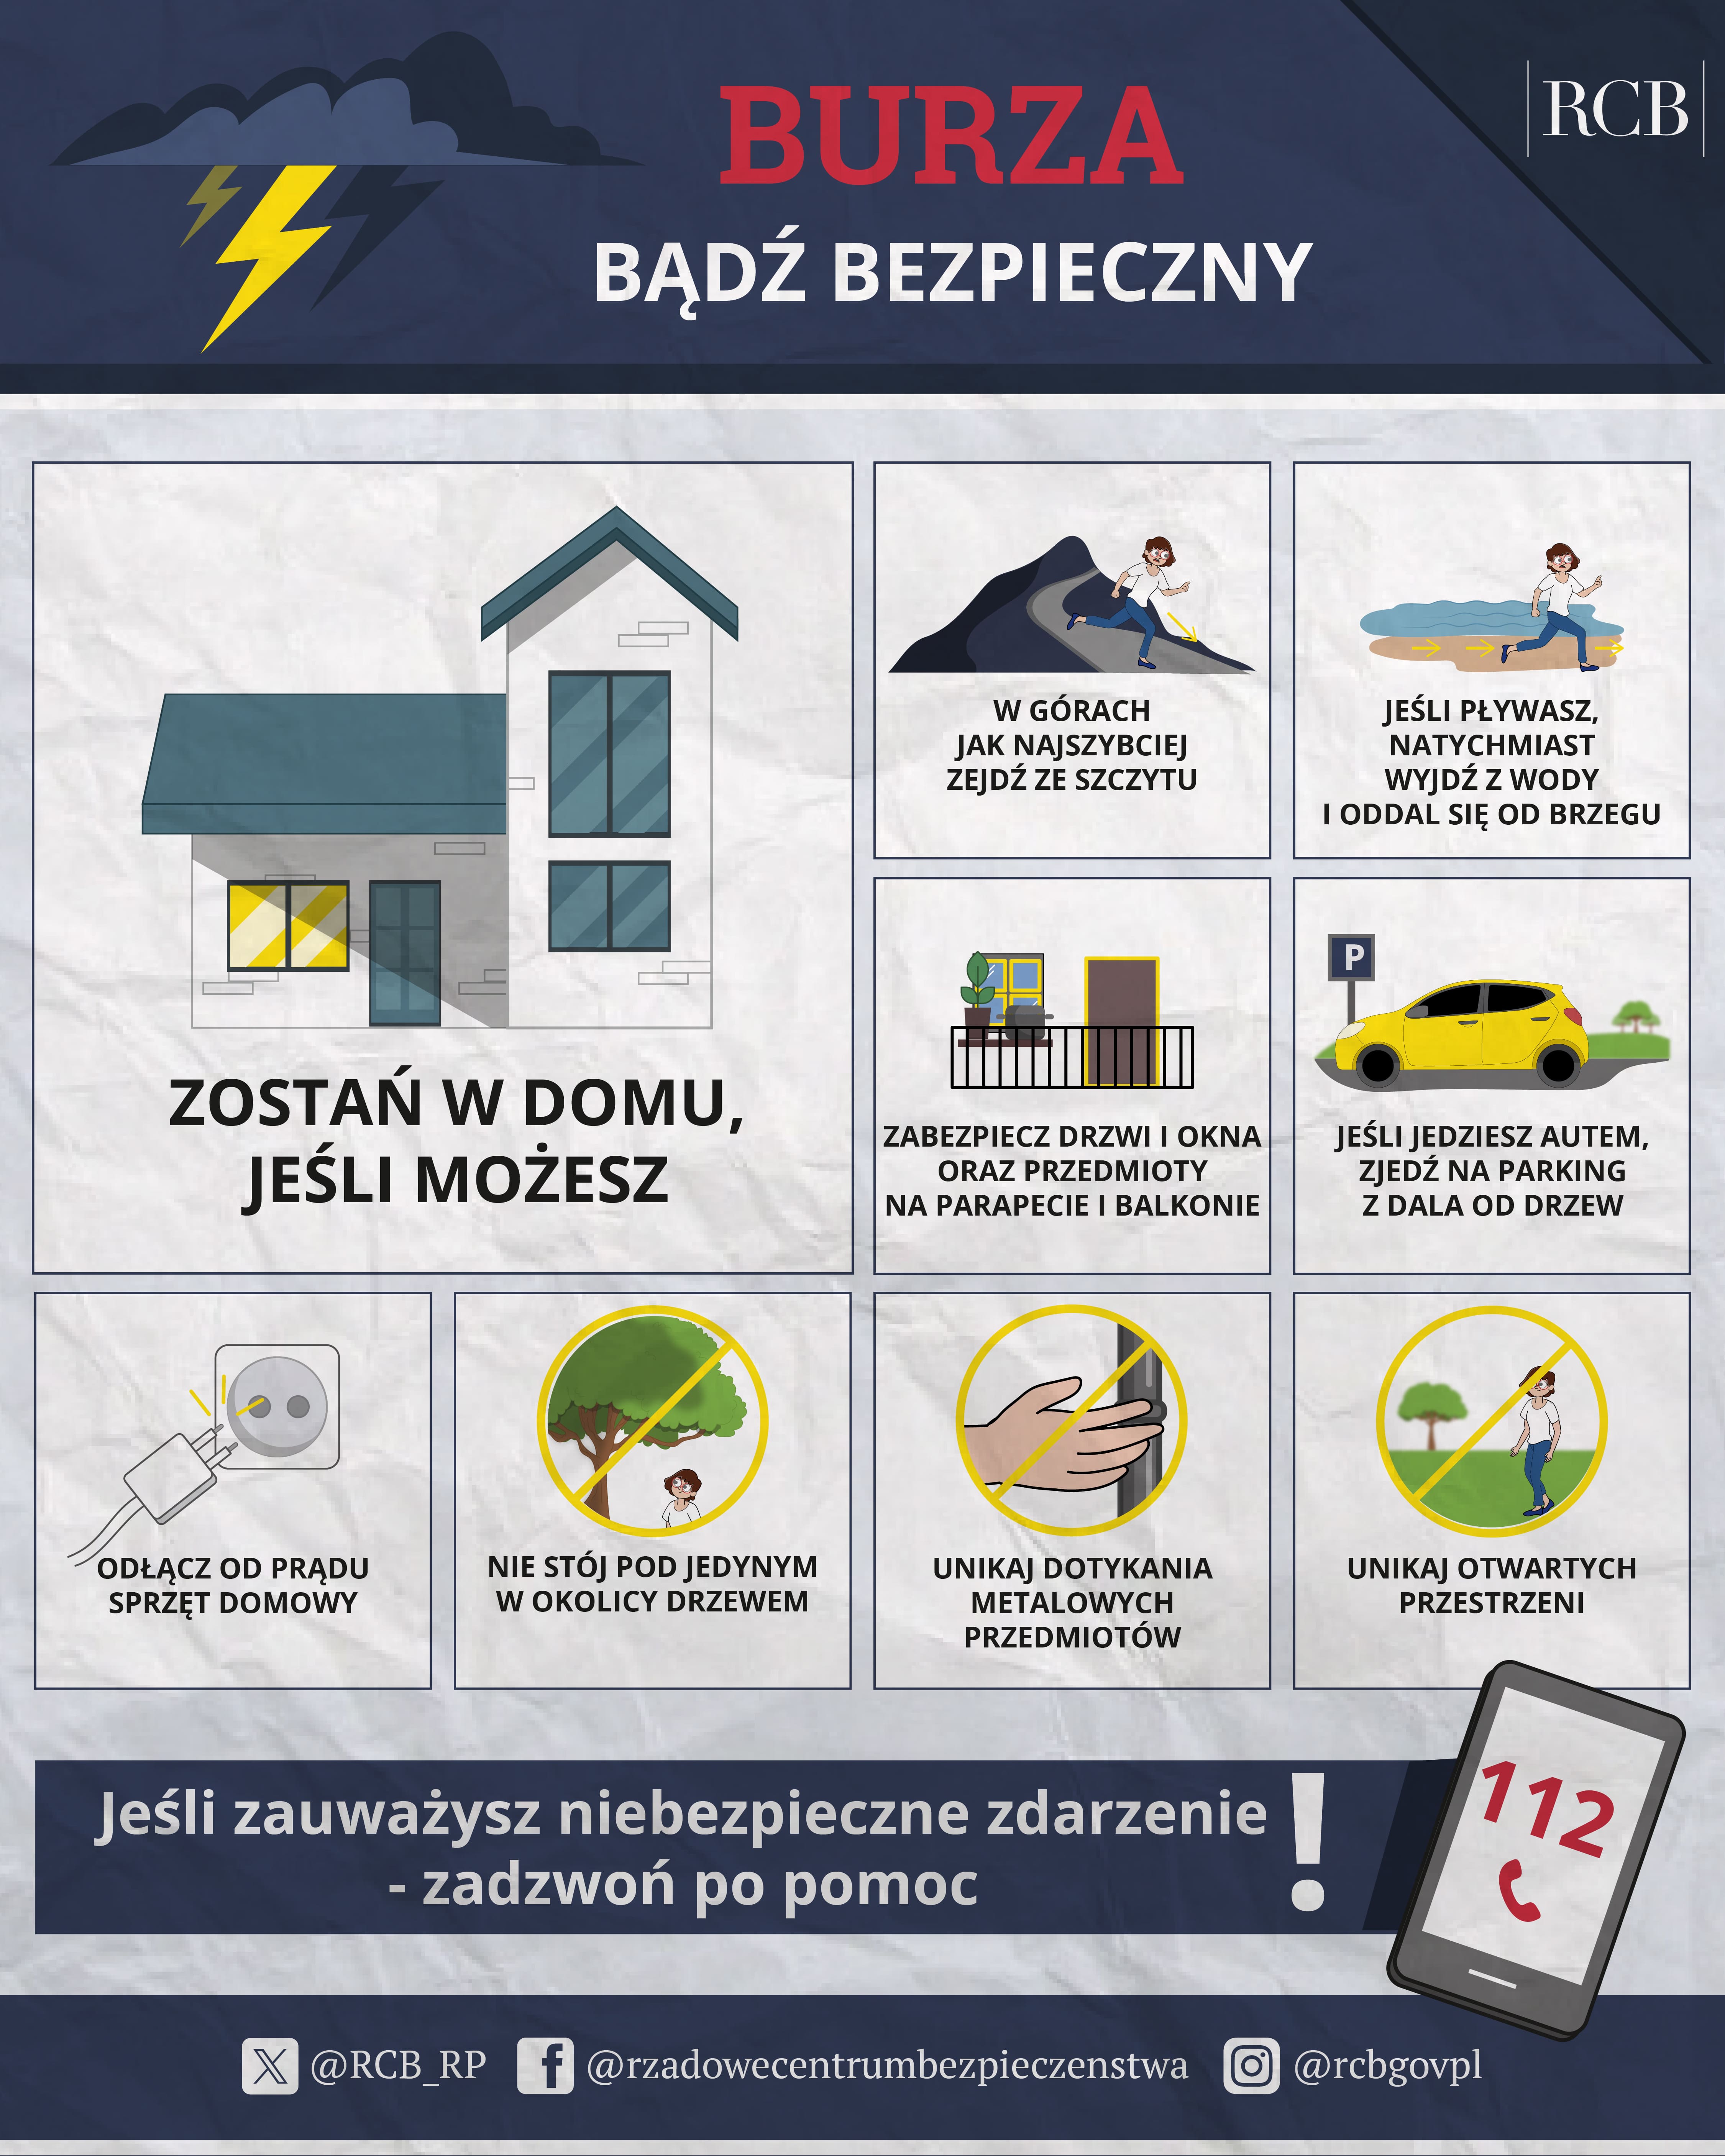 BURZA
BĄDŹ BEZPIECZNY
RCB
ZOSTAŃ W DOMU,
JEŚLI MOŻESZ
W GÓRACH
JAK NAJSZYBCIEJ
ZEJDŹ ZE SZCZYTU
JEŚLI PŁYWASZ,
NATYCHMIAST
WYJDŹ Z WODY
I ODDAL SIĘ OD BRZEGU
ZABEZPIECZ DRZWI I OKNA
ORAZ PRZEDMIOTY
NA PARAPECIE I BALKONIE
P
JEŚLI JEDZIESZ AUTEM,
ZJEDŹ NA PARKING
Z DALA OD DRZEW
ODŁĄCZ OD PRĄDU
SPRZĘT DOMOWY
NIE STÓJ POD JEDYNYM
W OKOLICY DRZEWEM
UNIKAJ DOTYKANIA
METALOWYCH
PRZEDMIOTÓW
UNIKAJ OTWARTYCH
PRZESTRZENI
Jeśli zauważysz niebezpieczne zdarzenie
- zadzwoń po pomoc
!
112
@RCB_RP
@rzadowecentrumbezpieczenstwa
@rcbgovpl